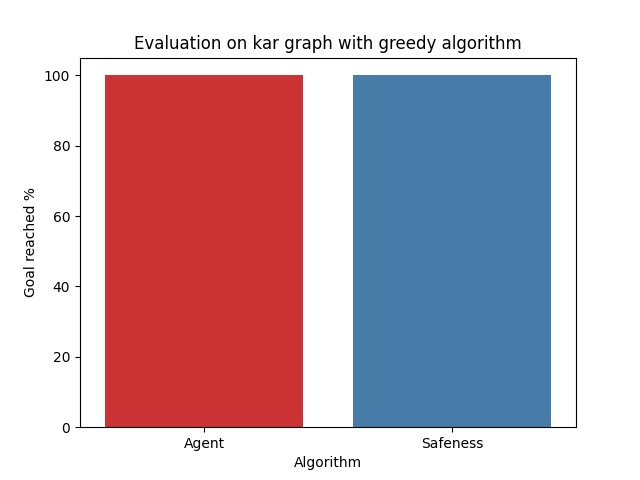 Evaluation on kar graph with greedy algorithm
100
80
60
40
20
0
Goal reached %
Agent Safeness
Algorithm